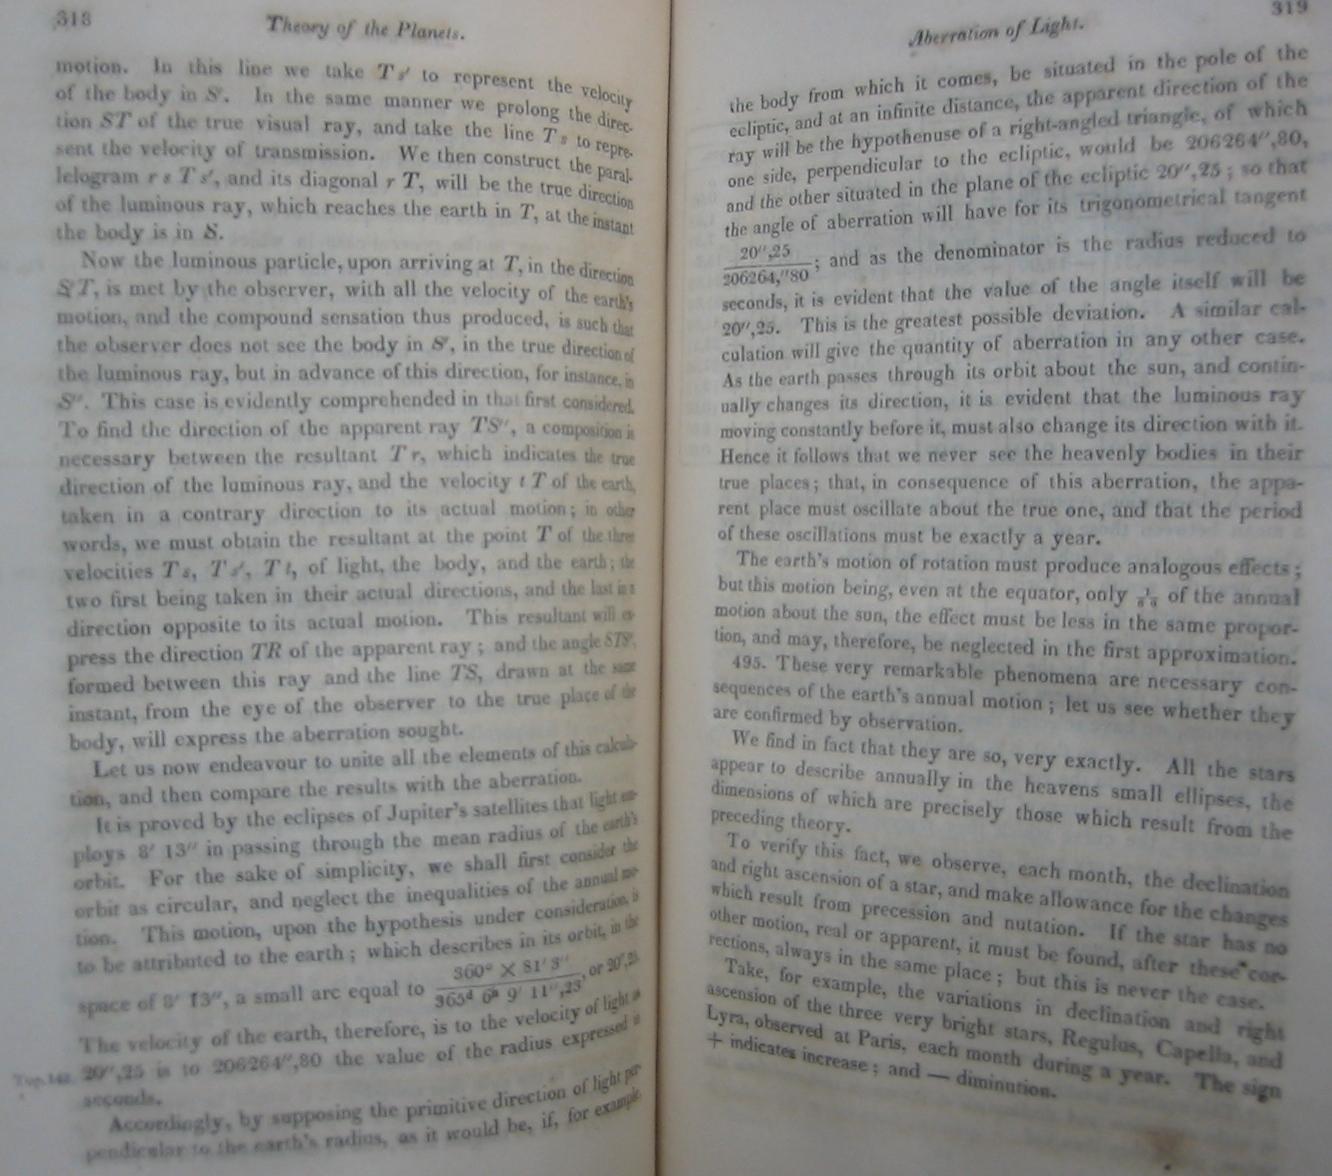 318
Theory of the Planets.
motion. In this line we take T s' to represent the velocity
of the body in S'. In the same manner we prolong the direc-
tion ST of the true visual ray, and take the line T s to repre-
sent the velocity of transmission. We then construct the paral-
lelogram r s T s', and its diagonal r T, will be the true direction
of the luminous ray, which reaches the earth in T, at the instant
the body is in S.
Now the luminous particle, upon arriving at T, in the direction
S'T, is met by the observer, with all the velocity of the earth's
motion, and the compound sensation thus produced, is such that
the observer does not see the body in S', in the true direction of
the luminous ray, but in advance of this direction, for instance, in
S''. This case is evidently comprehended in that first considered.
To find the direction of the apparent ray TS'', a composition is
necessary between the resultant T r, which indicates the true
direction of the luminous ray, and the velocity t T of the earth,
taken in a contrary direction to its actual motion; in other
words, we must obtain the resultant at the point T of the three
velocities T s, T s', T t, of light, the body, and the earth; the
two first being taken in their actual directions, and the last in a
direction opposite to its actual motion. This resultant will ex-
press the direction TR of the apparent ray; and the angle STS'',
formed between this ray and the line TS, drawn at the same
instant, from the eye of the observer to the true place of the
body, will express the aberration sought.
Let us now endeavour to unite all the elements of this calcula-
tion, and then compare the results with the aberration.
It is proved by the eclipses of Jupiter's satellites that light em-
ploys 8' 13'' in passing through the mean radius of the earth's
orbit. For the sake of simplicity, we shall first consider the
orbit as circular, and neglect the inequalities of the annual mo-
tion. This motion, upon the hypothesis under consideration, is
to be attributed to the earth; which describes in its orbit, in the
space of 8' 13'', a small arc equal to 360° × 81' 3'' / 365d 6h 9' 11'',23, or 20'',25.
The velocity of the earth, therefore, is to the velocity of light as
20'',25 is to 206264'',80 the value of the radius expressed in
seconds.
Accordingly, by supposing the primitive direction of light per-
pendicular to the earth's radius, as it would be, if, for example,
319
Aberration of Light.
the body from which it comes, be situated in the pole of the
ecliptic, and at an infinite distance, the apparent direction of the
ray will be the hypothenuse of a right-angled triangle, of which
one side, perpendicular to the ecliptic, would be 206264'',80,
and the other situated in the plane of the ecliptic 20'',25; so that
the angle of aberration will have for its trigonometrical tangent
20'',25 / 206264,''80; and as the denominator is the radius reduced to
seconds, it is evident that the value of the angle itself will be
20'',25. This is the greatest possible deviation. A similar cal-
culation will give the quantity of aberration in any other case.
As the earth passes through its orbit about the sun, and contin-
ually changes its direction, it is evident that the luminous ray
moving constantly before it, must also change its direction with it.
Hence it follows that we never see the heavenly bodies in their
true places; that, in consequence of this aberration, the appa-
rent place must oscillate about the true one, and that the period
of these oscillations must be exactly a year.
The earth's motion of rotation must produce analogous effects;
but this motion being, even at the equator, only of the annual
motion about the sun, the effect must be less in the same propor-
tion, and may, therefore, be neglected in the first approximation.
495. These very remarkable phenomena are necessary con-
sequences of the earth's annual motion; let us see whether they
are confirmed by observation.
We find in fact that they are so, very exactly. All the stars
appear to describe annually in the heavens small ellipses, the
dimensions of which are precisely those which result from the
preceding theory.
To verify this fact, we observe, each month, the declination
and right ascension of a star, and make allowance for the changes
which result from precession and nutation. If the star has no
other motion, real or apparent, it must be found, after these cor-
rections, always in the same place; but this is never the case.
Take, for example, the variations in declination and right
ascension of the three very bright stars, Regulus, Capella, and
Lyra, observed at Paris, each month during a year. The sign
+ indicates increase; and — diminution.